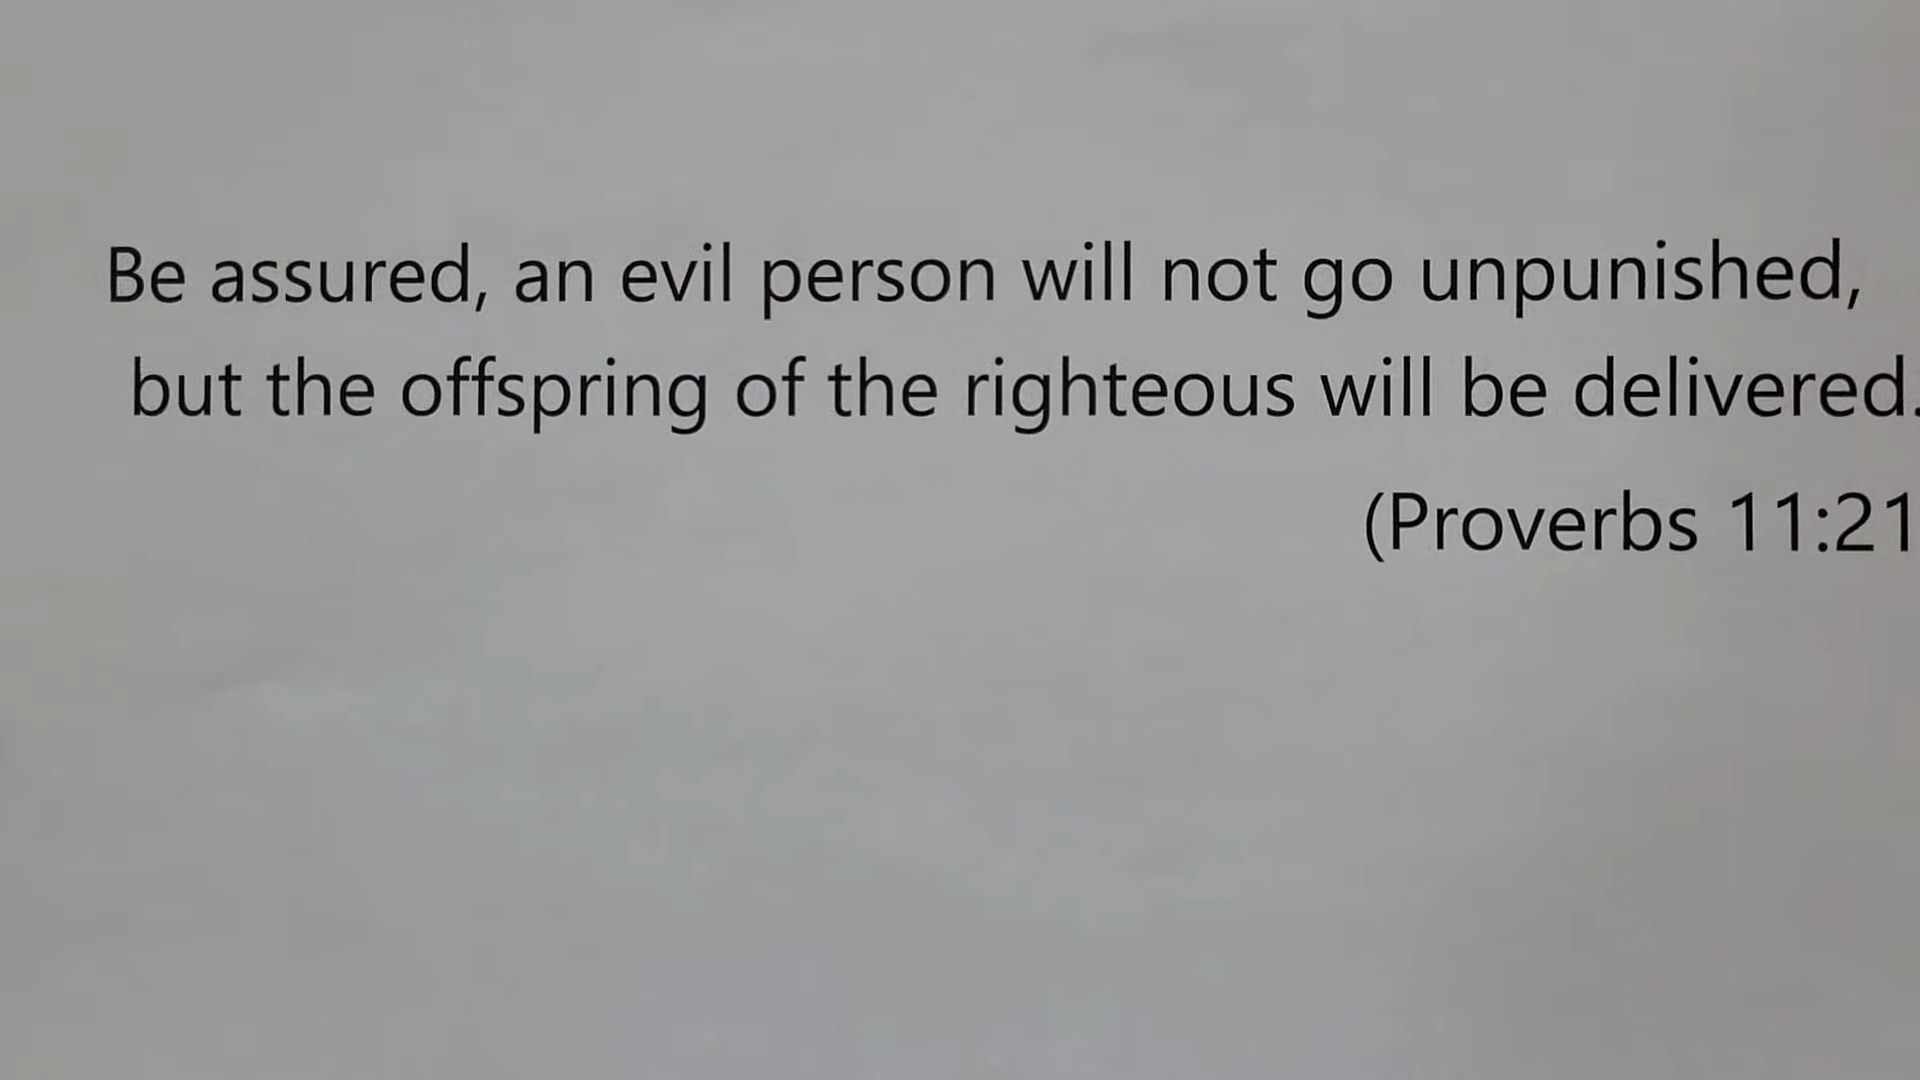 Be assured, an evil person will not go unpunished,
but the offspring of the righteous will be delivered.
(Proverbs 11:21